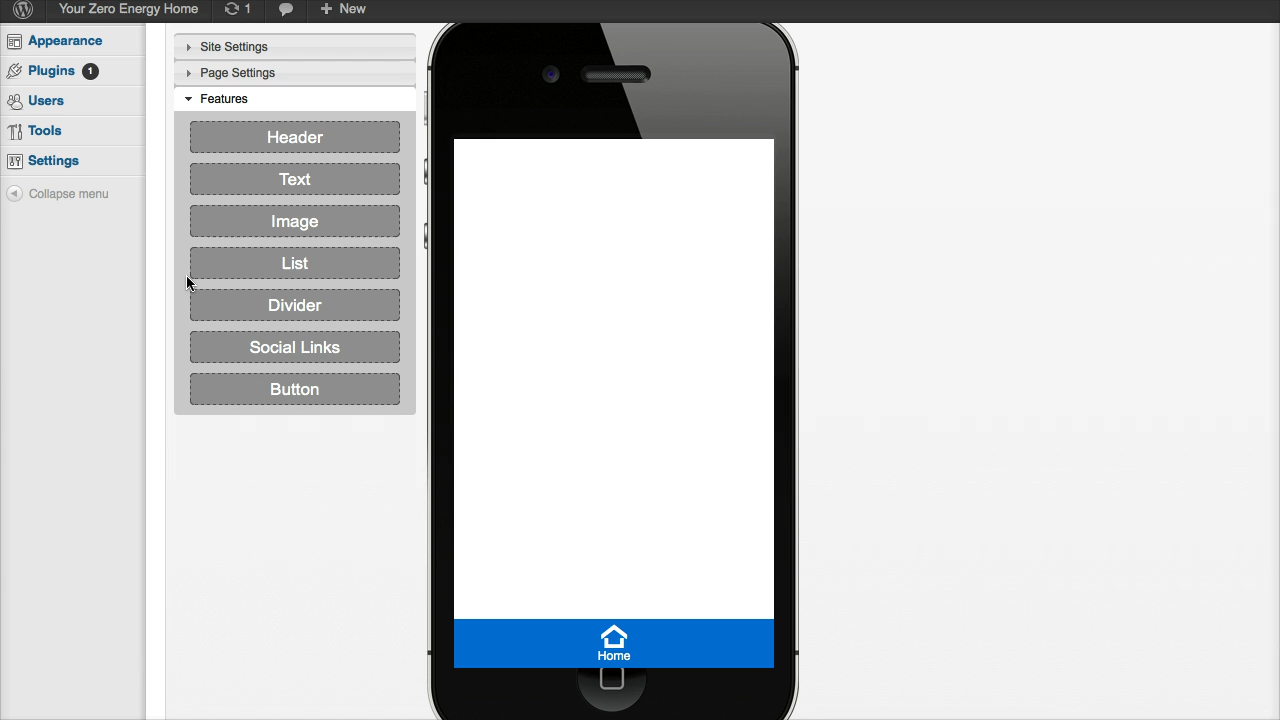 Your Zero Energy Home 1 New
Appearance
Plugins 1
Users
Tools
Settings
Collapse menu
Site Settings
Page Settings
Features
Header
Text
Image
List
Divider
Social Links
Button
Home